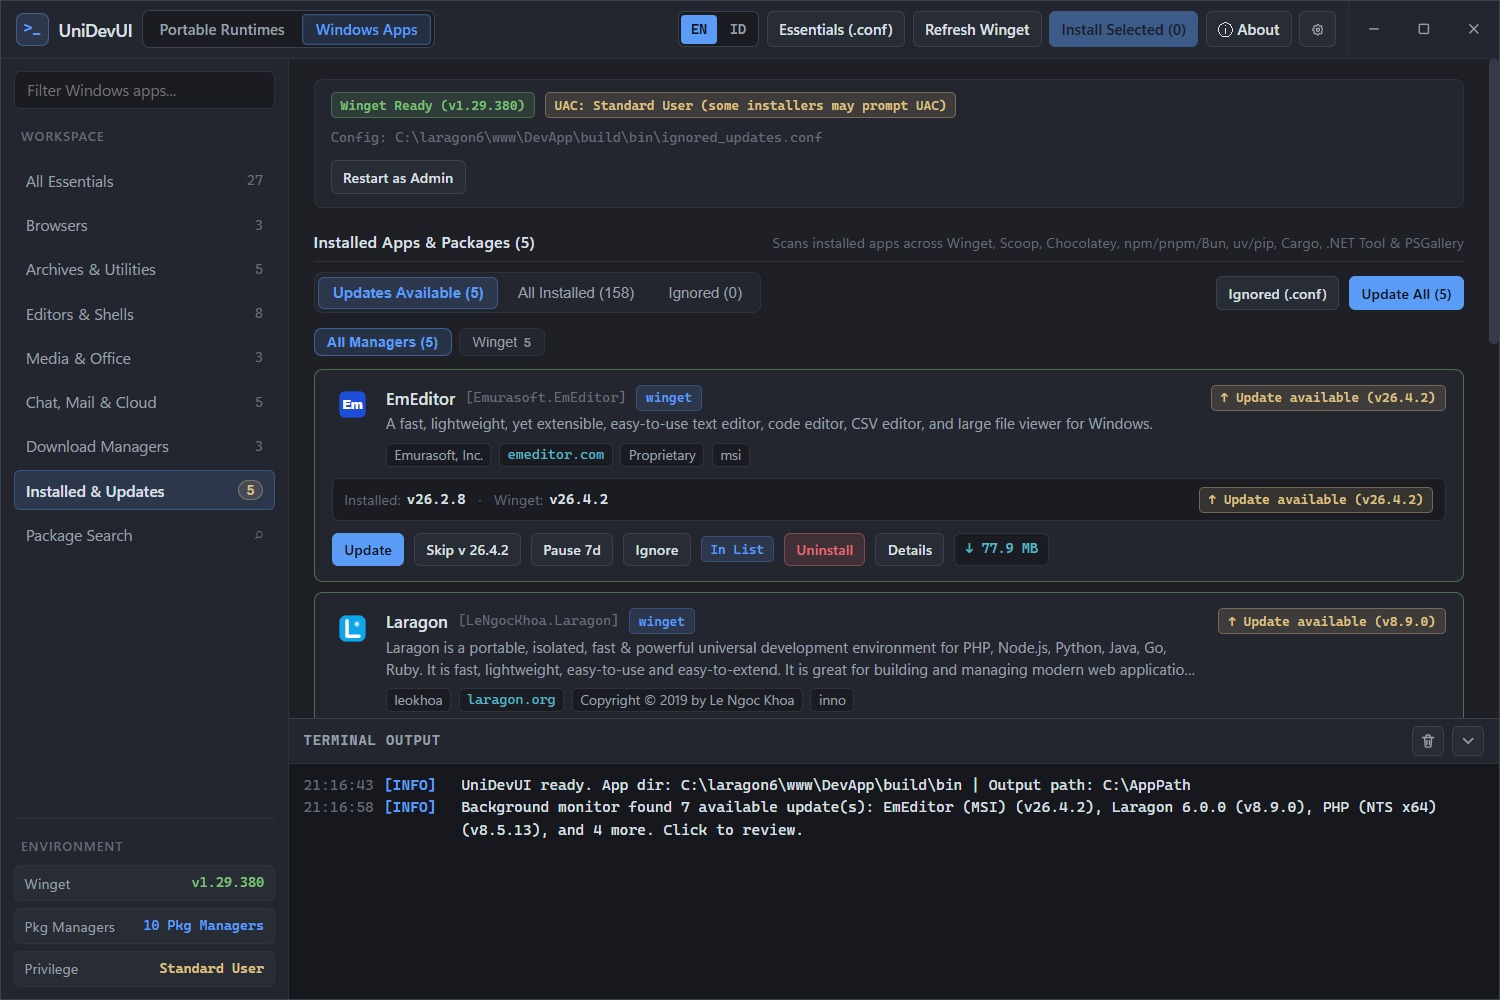 >_ UniDevUI Portable Runtimes Windows Apps EN ID Essentials (.conf) Refresh Winget Install Selected (0) About
Filter Windows apps...
WORKSPACE
All Essentials 27
Browsers 3
Archives & Utilities 5
Editors & Shells 8
Media & Office 3
Chat, Mail & Cloud 5
Download Managers 3
Installed & Updates 5
Package Search
ENVIRONMENT
Winget v1.29.380
Pkg Managers 10 Pkg Managers
Privilege Standard User
Winget Ready (v1.29.380) UAC: Standard User (some installers may prompt UAC)
Config: C:\laragon6\www\DevApp\build\bin\ignored_updates.conf
Restart as Admin
Installed Apps & Packages (5) Scans installed apps across Winget, Scoop, Chocolatey, npm/pnpm/Bun, uv/pip, Cargo, .NET Tool & PSGallery
Updates Available (5) All Installed (158) Ignored (0) Ignored (.conf) Update All (5)
All Managers (5) Winget 5
Em EmEditor [Emurasoft.EmEditor] winget ↑ Update available (v26.4.2)
A fast, lightweight, yet extensible, easy-to-use text editor, code editor, CSV editor, and large file viewer for Windows.
Emurasoft, Inc. emeditor.com Proprietary msi
Installed: v26.2.8 · Winget: v26.4.2 ↑ Update available (v26.4.2)
Update Skip v 26.4.2 Pause 7d Ignore In List Uninstall Details ↓ 77.9 MB
Laragon [LeNgocKhoa.Laragon] winget ↑ Update available (v8.9.0)
Laragon is a portable, isolated, fast & powerful universal development environment for PHP, Node.js, Python, Java, Go,
Ruby. It is fast, lightweight, easy-to-use and easy-to-extend. It is great for building and managing modern web applicatio...
leokhoa laragon.org Copyright © 2019 by Le Ngoc Khoa inno
TERMINAL OUTPUT
21:16:43 [INFO] UniDevUI ready. App dir: C:\laragon6\www\DevApp\build\bin | Output path: C:\AppPath
21:16:58 [INFO] Background monitor found 7 available update(s): EmEditor (MSI) (v26.4.2), Laragon 6.0.0 (v8.9.0), PHP (NTS x64)
(v8.5.13), and 4 more. Click to review.